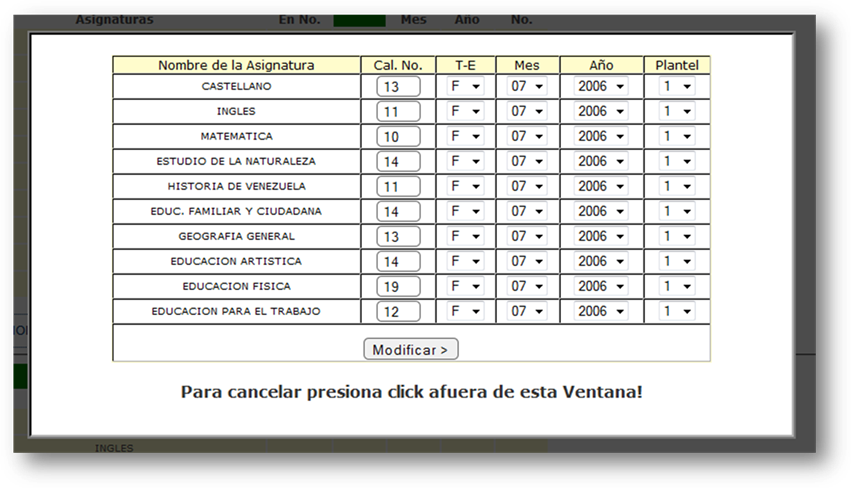 Asignaturas En No. Mes Año No.
Nombre de la Asignatura Cal. No. T-E Mes Año Plantel
CASTELLANO 13 F 07 2006 1
INGLES 11 F 07 2006 1
MATEMATICA 10 F 07 2006 1
ESTUDIO DE LA NATURALEZA 14 F 07 2006 1
HISTORIA DE VENEZUELA 11 F 07 2006 1
EDUC. FAMILIAR Y CIUDADANA 14 F 07 2006 1
GEOGRAFIA GENERAL 13 F 07 2006 1
EDUCACION ARTISTICA 14 F 07 2006 1
EDUCACION FISICA 19 F 07 2006 1
EDUCACION PARA EL TRABAJO 12 F 07 2006 1
Modificar >
Para cancelar presiona click afuera de esta Ventana!
INGLES